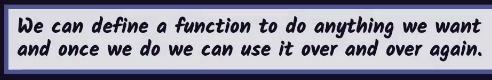 We can define a function to do anything we want
and once we do we can use it over and over again.